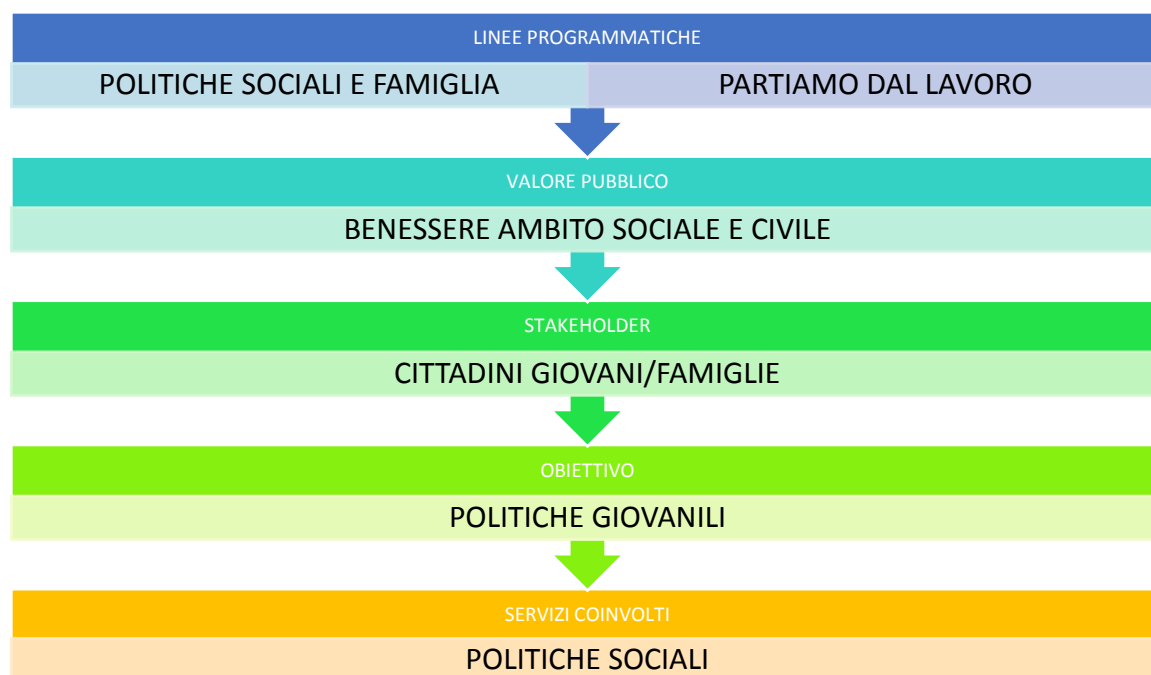 LINEE PROGRAMMATICHE
POLITICHE SOCIALI E FAMIGLIA
PARTIAMO DAL LAVORO
VALORE PUBBLICO
BENESSERE AMBITO SOCIALE E CIVILE
STAKEHOLDER
CITTADINI GIOVANI/FAMIGLIE
OBIETTIVO
POLITICHE GIOVANILI
SERVIZI COINVOLTI
POLITICHE SOCIALI